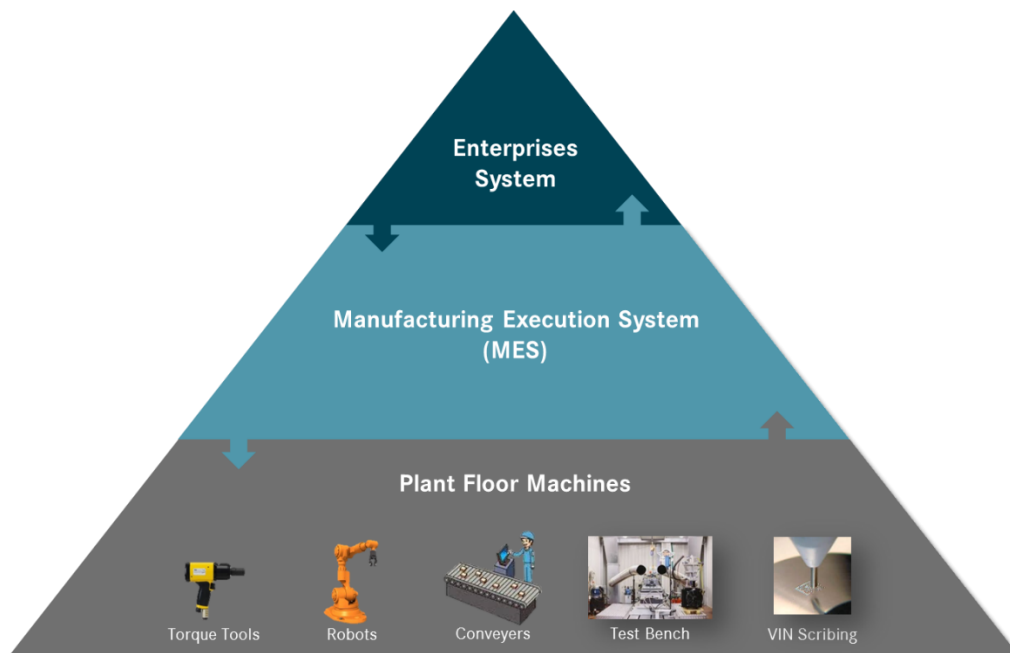 Enterprises
System
Manufacturing Execution System
(MES)
Plant Floor Machines
Torque Tools
Robots
Conveyers
Test Bench
VIN Scribing